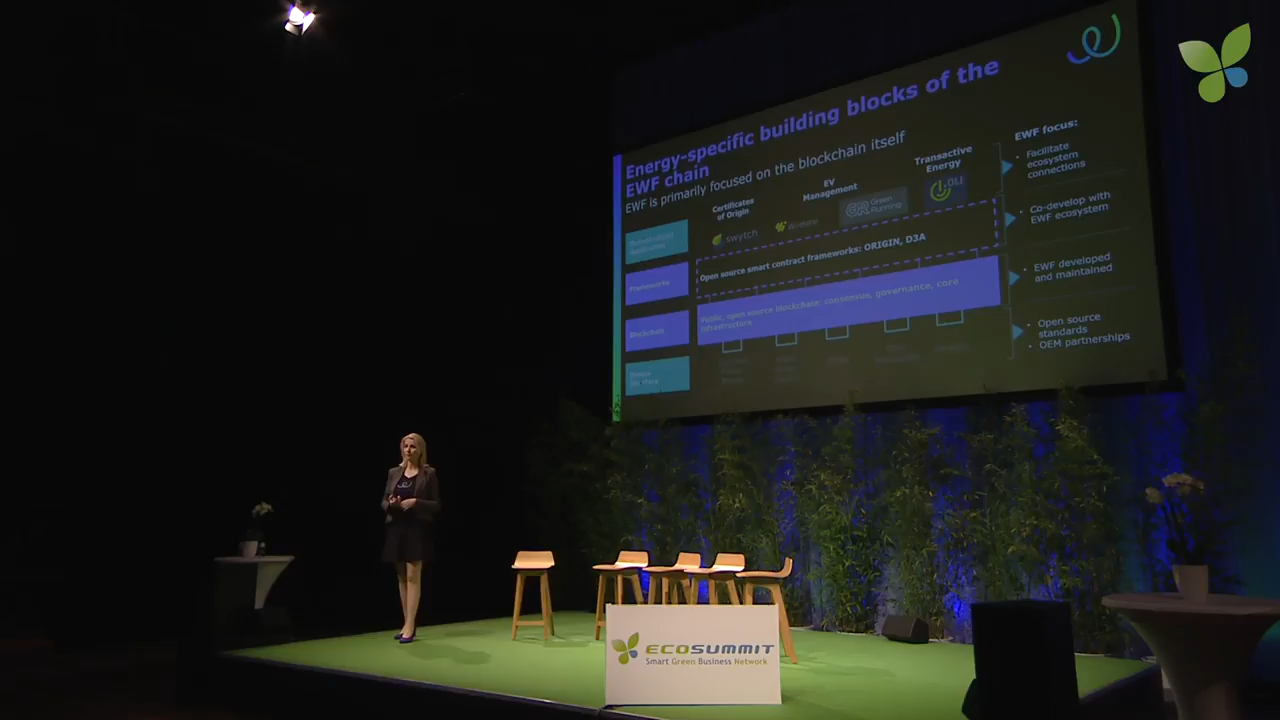 Energy-specific building blocks of the
EWF chain
EWF is primarily focused on the blockchain itself
Certificates
of Origin
EV
Management
Transactive
Energy
swytch
Green
Running
OLI
Frameworks
Open source smart contract frameworks: ORIGIN, D3A
Blockchain
Public, open source blockchain: consensus, governance, core
infrastructure
EWF focus:
• Facilitate
ecosystem
connections
• Co-develop with
EWF ecosystem
• EWF developed
and maintained
• Open source
standards
• OEM partnerships
ECOSUMMIT
Smart Green Business Network